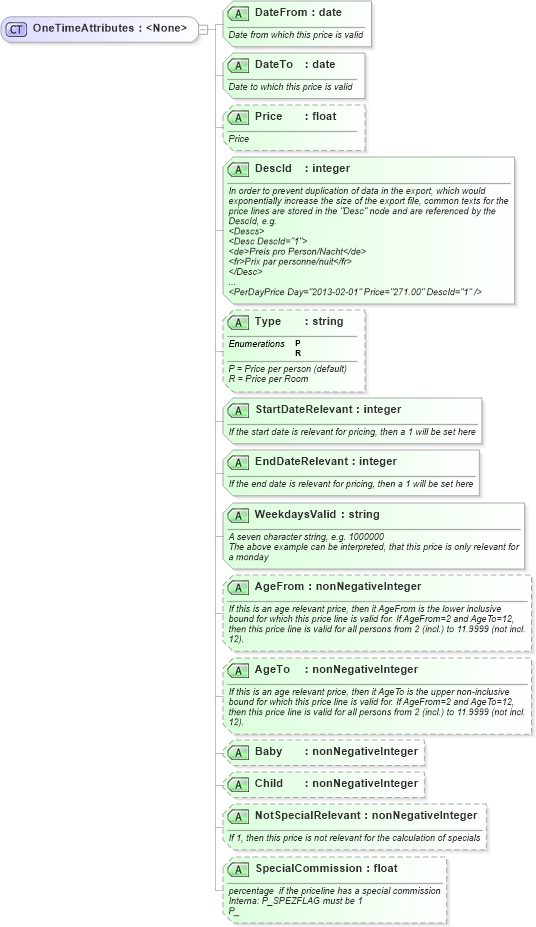 CT OneTimeAttributes : <None>
A DateFrom : date
Date from which this price is valid
A DateTo : date
Date to which this price is valid
A Price : float
Price
A DescId : integer
In order to prevent duplication of data in the export, which would
exponentially increase the size of the export file, common texts for the
price lines are stored in the "Desc" node and are referenced by the
DescId, e.g.
<Descs>
<Desc DescId="1">
<de>Preis pro Person/Nacht</de>
<fr>Prix par personne/nuit</fr>
</Desc>
...
<PerDayPrice Day="2013-02-01" Price="271.00" DescId="1" />
A Type : string
Enumerations P
R
P = Price per person (default)
R = Price per Room
A StartDateRelevant : integer
If the start date is relevant for pricing, then a 1 will be set here
A EndDateRelevant : integer
If the end date is relevant for pricing, then a 1 will be set here
A WeekdaysValid : string
A seven character string, e.g. 1000000
The above example can be interpreted, that this price is only relevant for
a monday
A AgeFrom : nonNegativeInteger
If this is an age relevant price, then it AgeFrom is the lower inclusive
bound for which this price line is valid for. If AgeFrom=2 and AgeTo=12,
then this price line is valid for all persons from 2 (incl.) to 11.9999 (not incl.
12).
A AgeTo : nonNegativeInteger
If this is an age relevant price, then it AgeTo is the upper non-inclusive
bound for which this price line is valid for. If AgeFrom=2 and AgeTo=12,
then this price line is valid for all persons from 2 (incl.) to 11.9999 (not incl.
12).
A Baby : nonNegativeInteger
A Child : nonNegativeInteger
A NotSpecialRelevant : nonNegativeInteger
If 1, then this price is not relevant for the calculation of specials
A SpecialCommission : float
percentage  if the priceline has a special commission
Interna: P_SPEZFLAG must be 1
P_